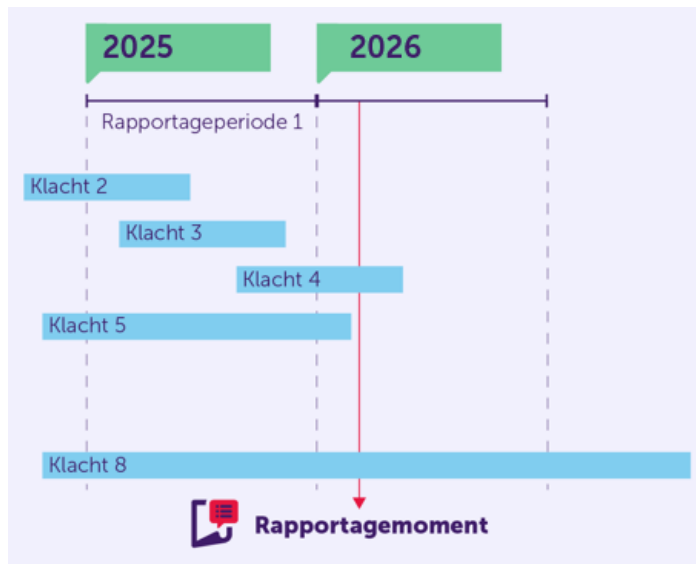 2025
2026
Rapportageperiode 1
Klacht 2
Klacht 3
Klacht 4
Klacht 5
Klacht 8
Rapportagemoment